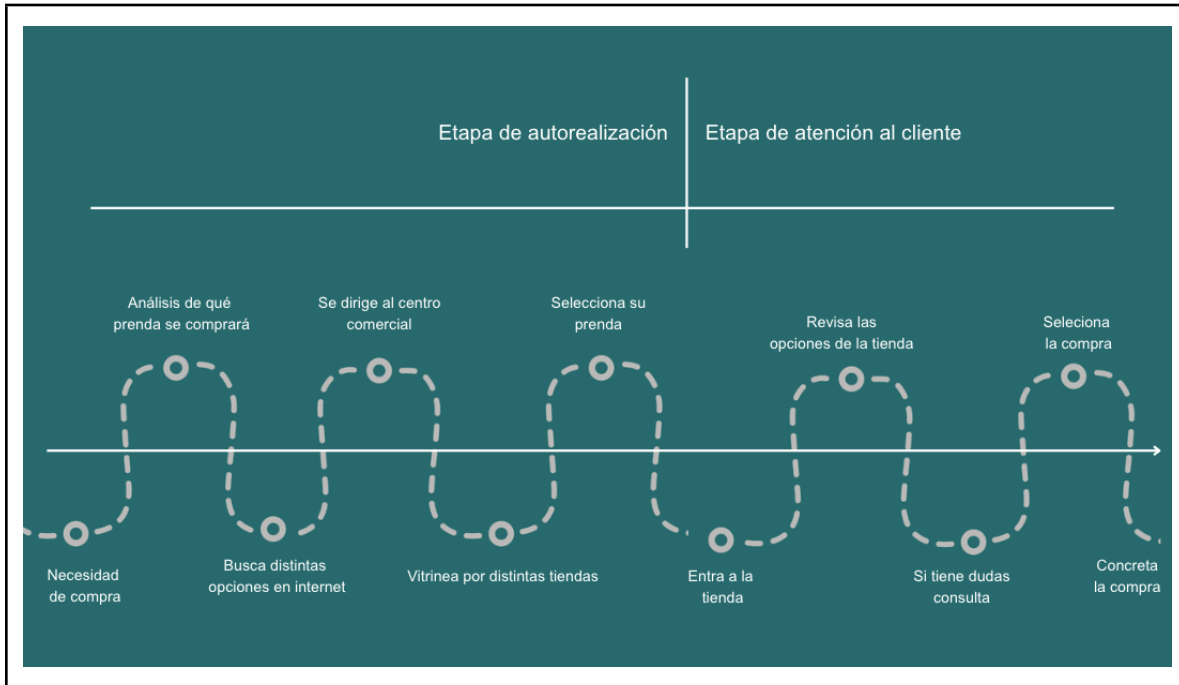 Etapa de autorealización
Etapa de atención al cliente
Análisis de qué
prenda se comprará
Se dirige al centro
comercial
Selecciona su
prenda
Revisa las
opciones de la tienda
Seleciona
la compra
Necesidad
de compra
Busca distintas
opciones en internet
Vitrinea por distintas tiendas
Entra a la
tienda
Si tiene dudas
consulta
Concreta
la compra